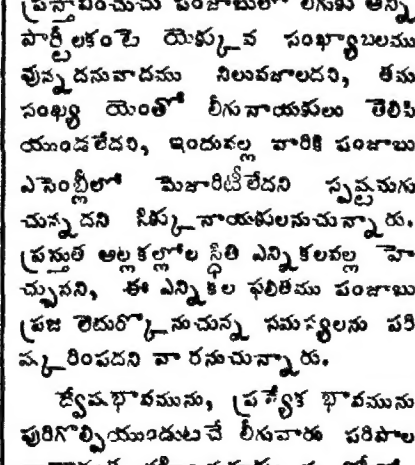 ప్రస్తావించుచు పంజాబులో లీగుకు అన్ని
పార్టీలకంటె యెక్కువ సంఖ్యాబలము
వున్నదనువాదము నిలువజాలదని, తమ
సంఖ్య యెంతో లీగునాయకులు తెలిపి
యుండలేదని, ఇందువల్ల వారికి పంజాబు
ఎసెంబ్లీలో మెజారిటీలేదని స్పష్టమగు
చున్నదని సిక్కునాయకులనుచున్నారు.
ప్రస్తుత అల్లకల్లోల స్థితి ఎన్నికలవల్ల హె
చ్చునని, ఈ ఎన్నికల ఫలితము పంజాబు
ప్రజ లెదుర్కొనుచున్న సమస్యలను పరి
ష్కరింపదని వా రనుచున్నారు.
ద్వేషభావమును, ప్రత్యేక భావమును
పురిగొల్పియుండుటచే లీగువారు పరిపాల